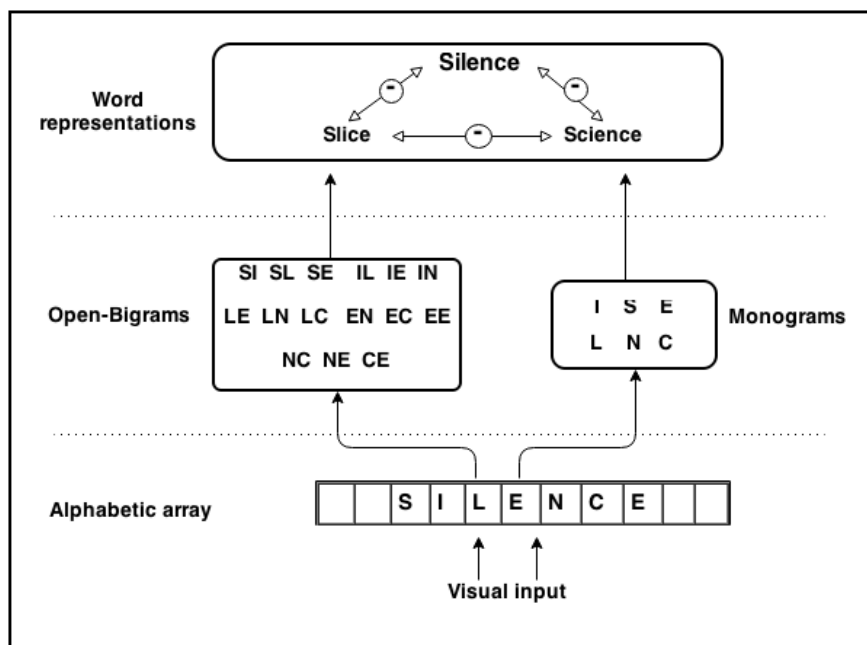 Silence
Word
representations
- -
Slice - Science
SI SL SE IL IE IN
Open-Bigrams
LE LN LC EN EC EE
NC NE CE
I S E
L N C
Monograms
Alphabetic array
S I L E N C E
Visual input